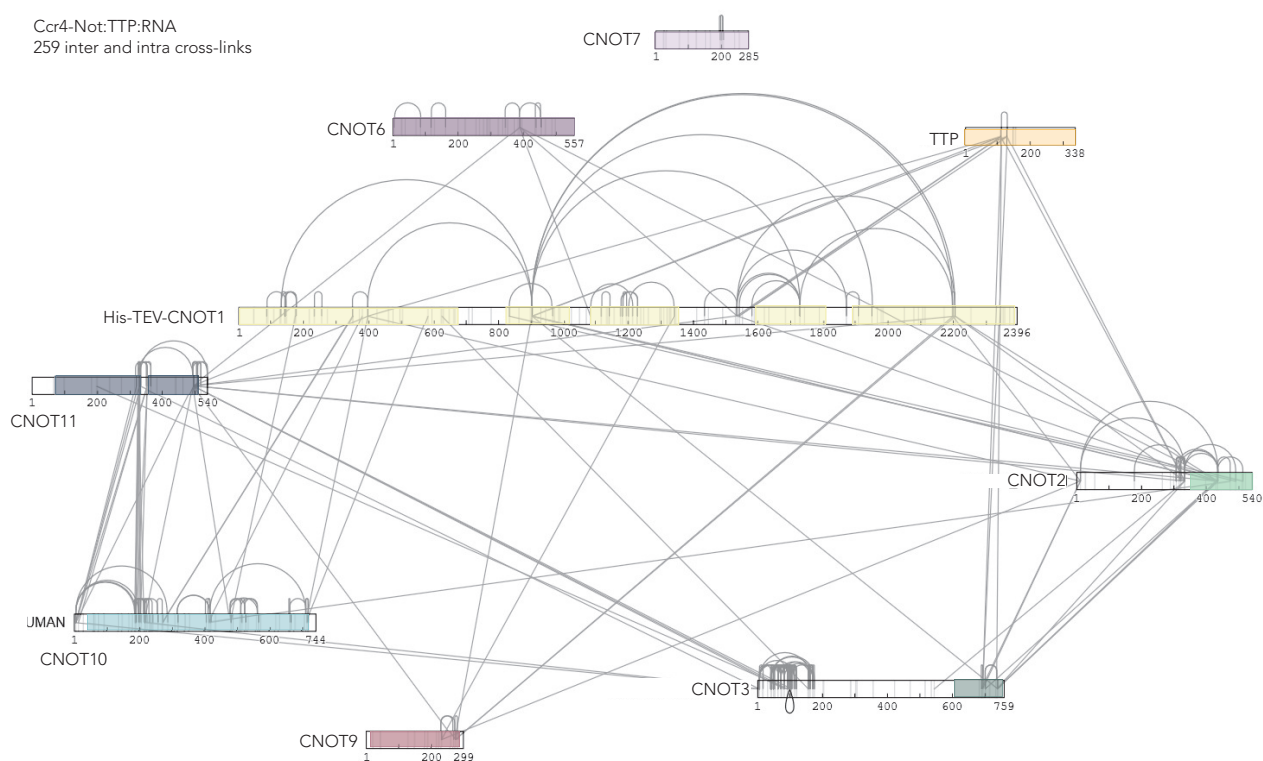 Ccr4-Not:TTP:RNA
259 inter and intra cross-links
CNOT7
1 200 285
CNOT6
1 200 400 557
TTP
1 200 338
His-TEV-CNOT1
1 200 400 600 800 1000 1200 1400 1600 1800 2000 2200 2396
1 200 400 540
CNOT11
CNOT2
1 200 400 540
UMAN
1 200 400 600 744
CNOT10
CNOT3
1 200 400 600 759
CNOT9
1 200 299